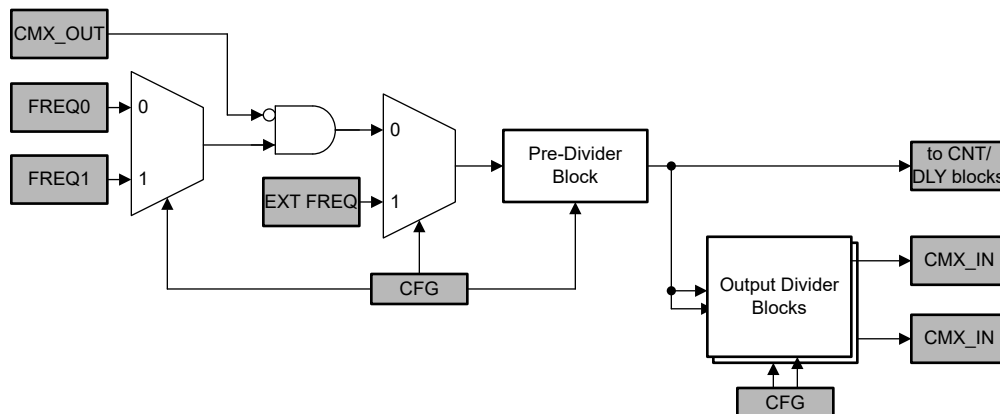 CMX_OUT
FREQ0
0
FREQ1
1
0
EXT FREQ
1
Pre-Divider
Block
to CNT/
DLY blocks
CFG
Output Divider
Blocks
CMX_IN
CMX_IN
CFG